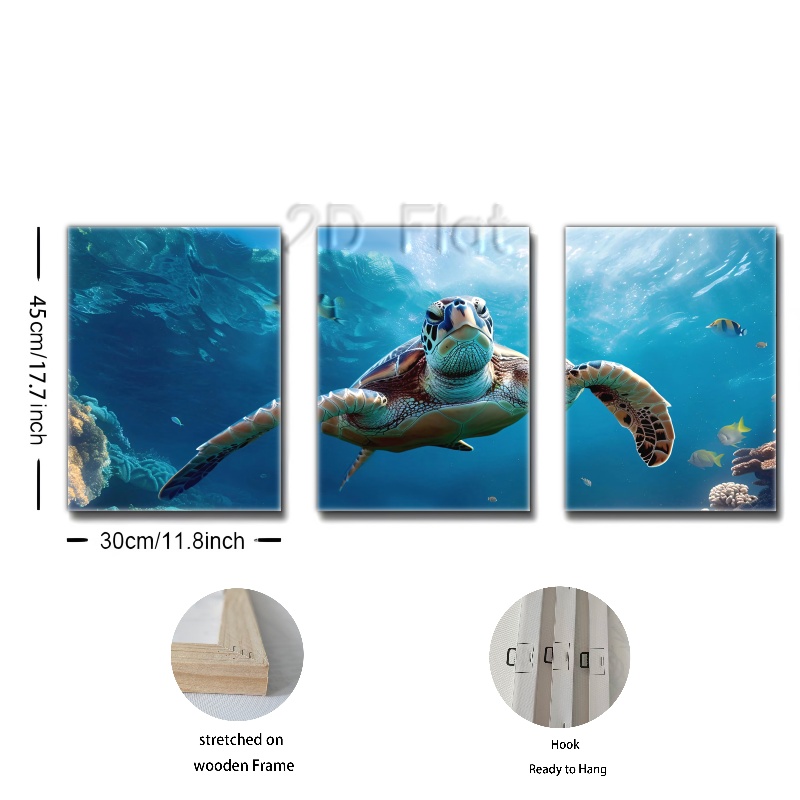 2D Flat
45cm/17.7inch
30cm/11.8inch
stretched on
wooden Frame
Hook
Ready to Hang